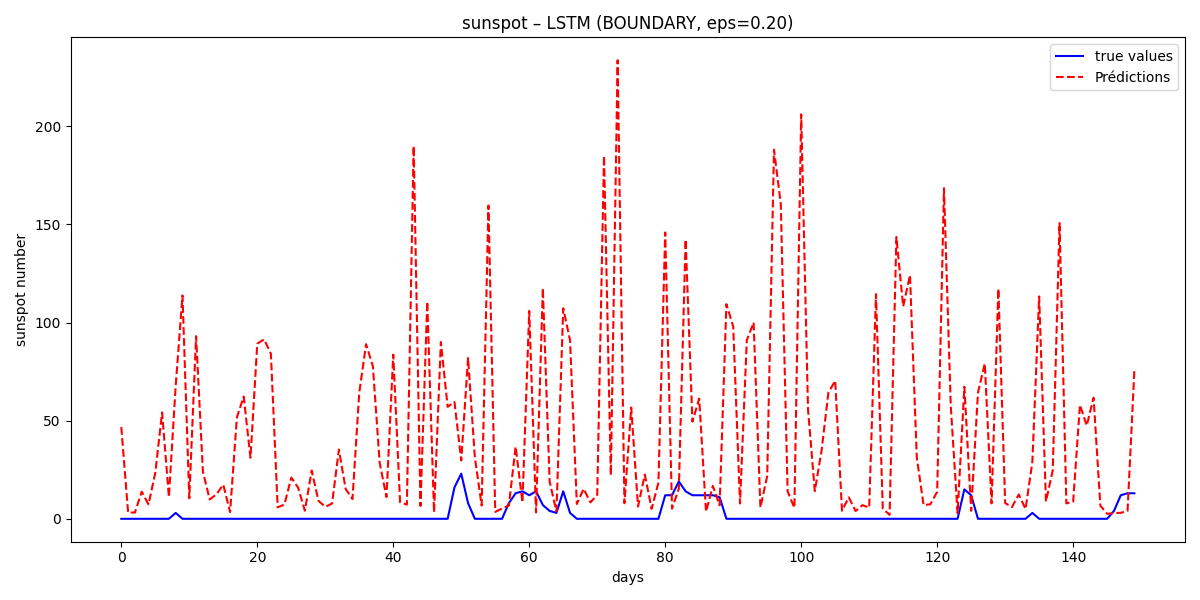 sunspot – LSTM (BOUNDARY, eps=0.20)
true values
Prédictions
sunspot number
200
150
100
50
0
0 20 40 60 80 100 120 140
days